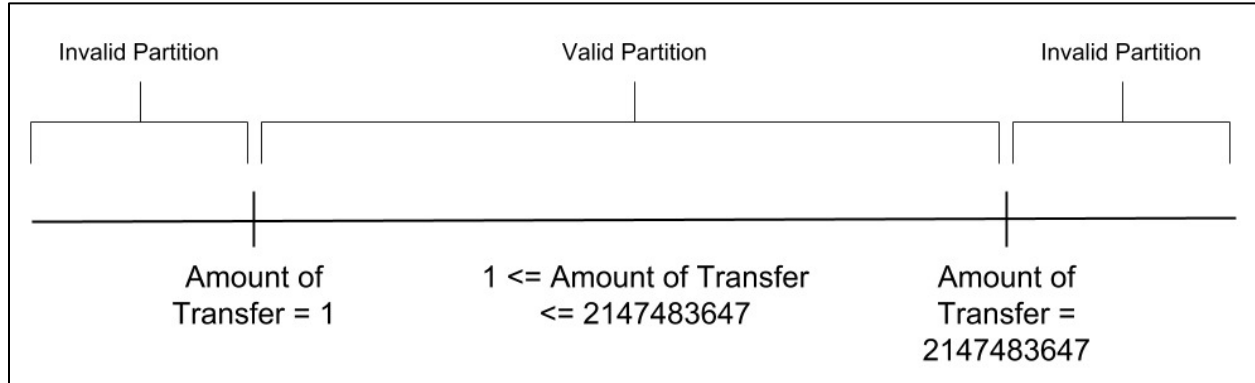 Invalid Partition
Valid Partition
Invalid Partition
Amount of
Transfer = 1
1 <= Amount of Transfer
<= 2147483647
Amount of
Transfer =
2147483647